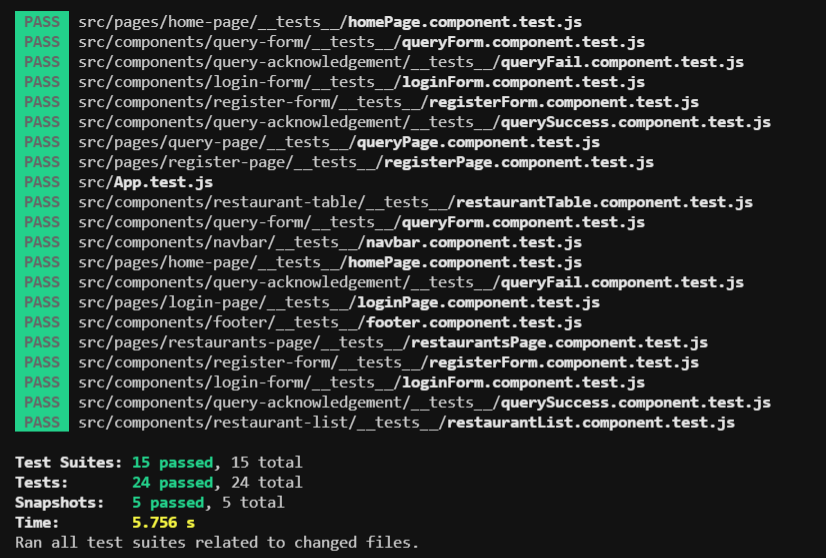 PASS src/pages/home-page/__tests__/homePage.component.test.js
PASS src/components/query-form/__tests__/queryForm.component.test.js
PASS src/components/query-acknowledgement/__tests__/queryFail.component.test.js
PASS src/components/login-form/__tests__/loginForm.component.test.js
PASS src/components/register-form/__tests__/registerForm.component.test.js
PASS src/components/query-acknowledgement/__tests__/querySuccess.component.test.js
PASS src/pages/query-page/__tests__/queryPage.component.test.js
PASS src/pages/register-page/__tests__/registerPage.component.test.js
PASS src/App.test.js
PASS src/components/restaurant-table/__tests__/restaurantTable.component.test.js
PASS src/components/query-form/__tests__/queryForm.component.test.js
PASS src/components/navbar/__tests__/navbar.component.test.js
PASS src/pages/home-page/__tests__/homePage.component.test.js
PASS src/components/query-acknowledgement/__tests__/queryFail.component.test.js
PASS src/pages/login-page/__tests__/loginPage.component.test.js
PASS src/components/footer/__tests__/footer.component.test.js
PASS src/pages/restaurants-page/__tests__/restaurantsPage.component.test.js
PASS src/components/register-form/__tests__/registerForm.component.test.js
PASS src/components/login-form/__tests__/loginForm.component.test.js
PASS src/components/query-acknowledgement/__tests__/querySuccess.component.test.js
PASS src/components/restaurant-list/__tests__/restaurantList.component.test.js
Test Suites: 15 passed, 15 total
Tests: 24 passed, 24 total
Snapshots: 5 passed, 5 total
Time: 5.756 s
Ran all test suites related to changed files.